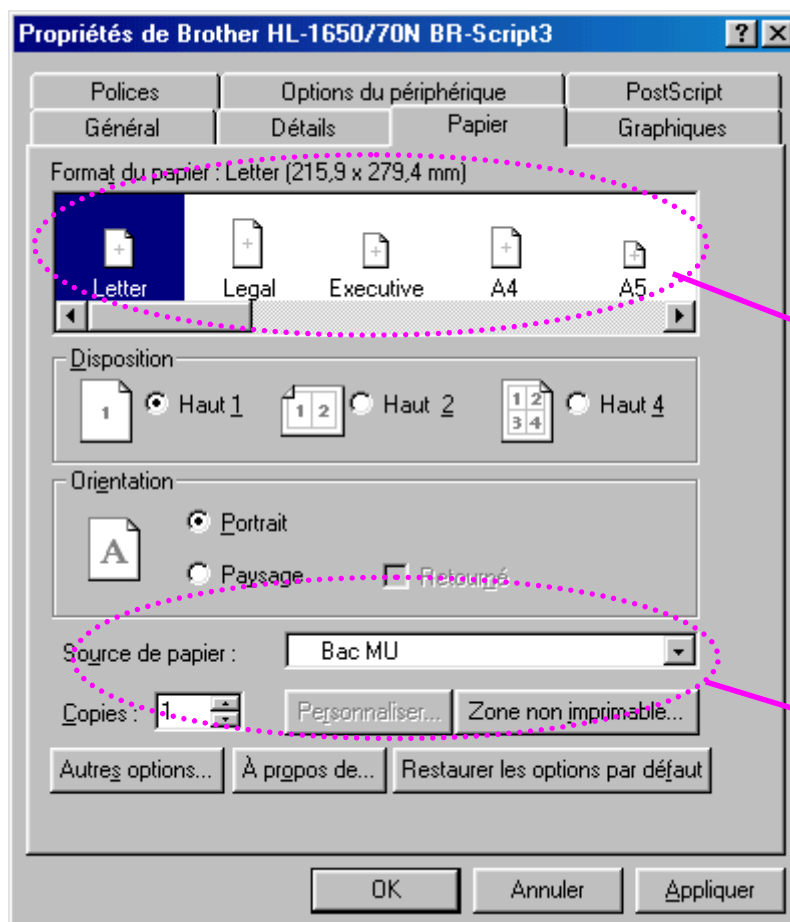 Propriétés de Brother HL-1650/70N BR-Script3
Polices Options du périphérique PostScript
Général Détails Papier Graphiques
Format du papier : Letter (215,9 x 279,4 mm)
Letter Legal Executive A4 A5
Disposition
1 Haut 1 1 2 Haut 2 1 2 3 4 Haut 4
Orientation
A Portrait
Paysage Retourné
Source de papier : Bac MU
Copies : 1 Personnaliser... Zone non imprimable...
Autres options... À propos de... Restaurer les options par défaut
OK Annuler Appliquer